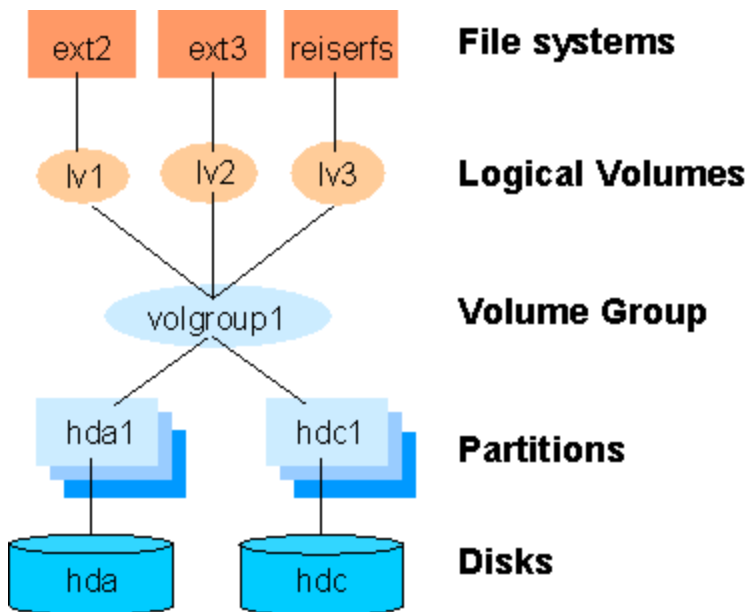 ext2 ext3 reiserfs File systems
lv1 lv2 lv3 Logical Volumes
volgroup1 Volume Group
hda1 hdc1 Partitions
hda hdc Disks